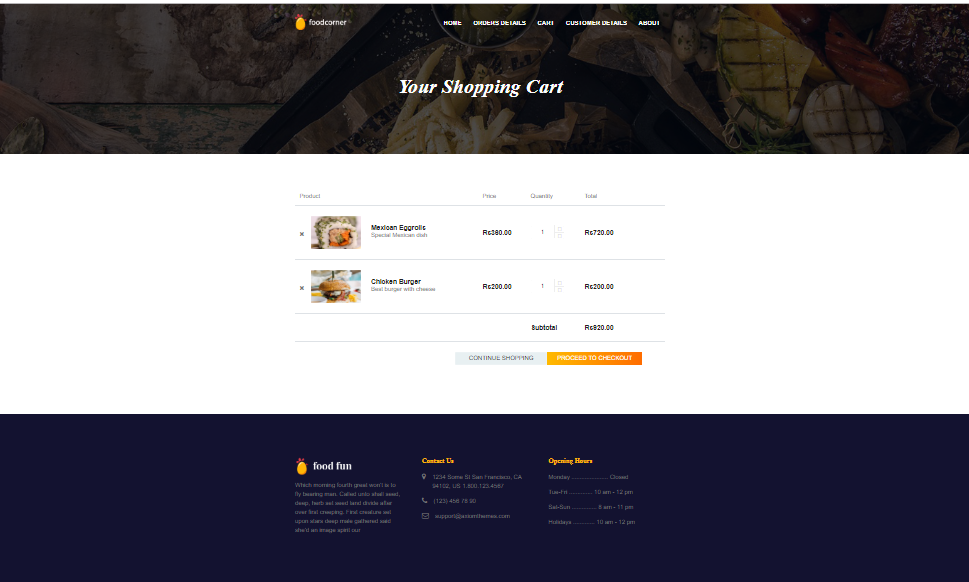 foodcorner
HOME ORDERS DETAILS CART CUSTOMER DETAILS ABOUT
Your Shopping Cart
Product Price Quantity Total
× Mexican Eggrolls Rs360.00 1 Rs720.00
Special Mexican dish
× Chicken Burger Rs200.00 1 Rs200.00
Best burger with cheese
Subtotal Rs920.00
CONTINUE SHOPPING PROCEED TO CHECKOUT
food fun
Which morning fourth great won't is to
fly bearing man. Called unto shall seed,
deep, herb set seed land divide after
over first creeping. First creature set
upon stars deep male gathered said
she'd an image spirit our
Contact Us
1234 Some St San Francisco, CA
94102, US 1.800.123.4567
(123) 456 78 90
support@axiomthemes.com
Opening Hours
Monday ...................... Closed
Tue-Fri .............. 10 am - 12 pm
Sat-Sun ............... 8 am - 11 pm
Holidays ............. 10 am - 12 pm